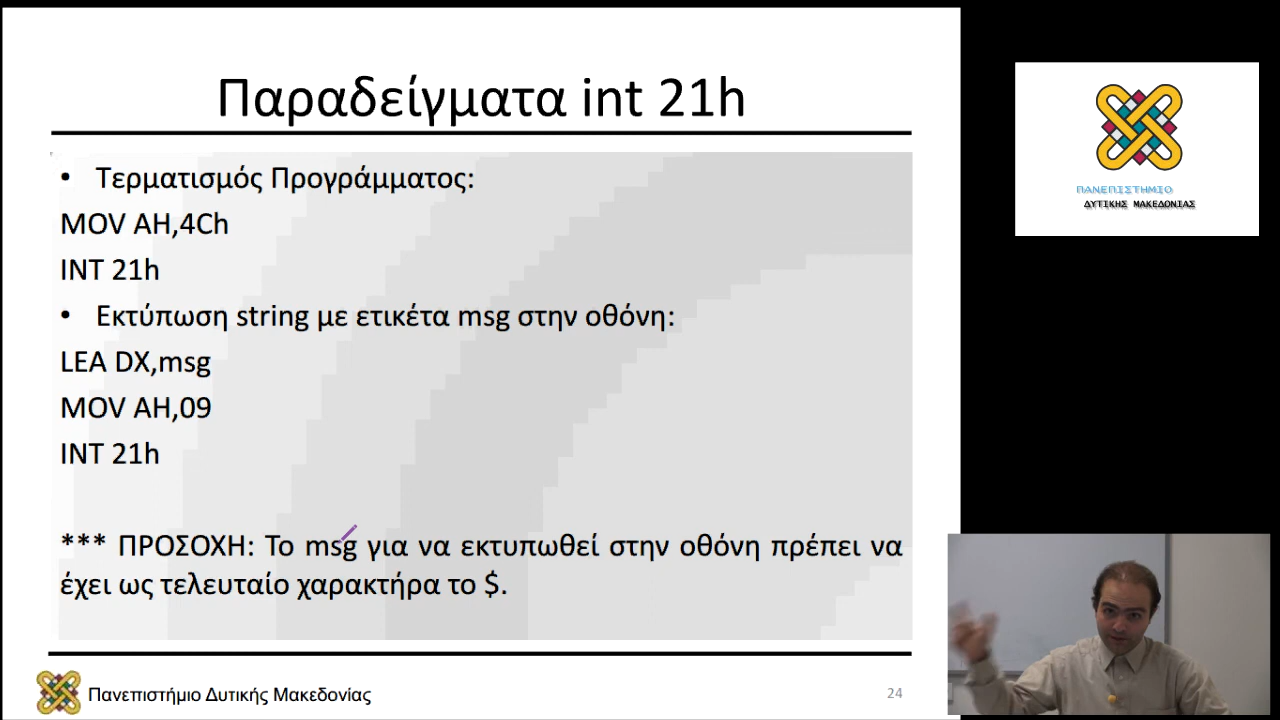 Παραδείγματα int 21h
• Τερματισμός Προγράμματος:
MOV AH,4Ch
INT 21h
• Εκτύπωση string με ετικέτα msg στην οθόνη:
LEA DX,msg
MOV AH,09
INT 21h
*** ΠΡΟΣΟΧΗ: Το msg για να εκτυπωθεί στην οθόνη πρέπει να
έχει ως τελευταίο χαρακτήρα το $.
Πανεπιστήμιο Δυτικής Μακεδονίας
24
ΠΑΝΕΠΙΣΤΗΜΙΟ
ΔΥΤΙΚΗΣ ΜΑΚΕΔΟΝΙΑΣ